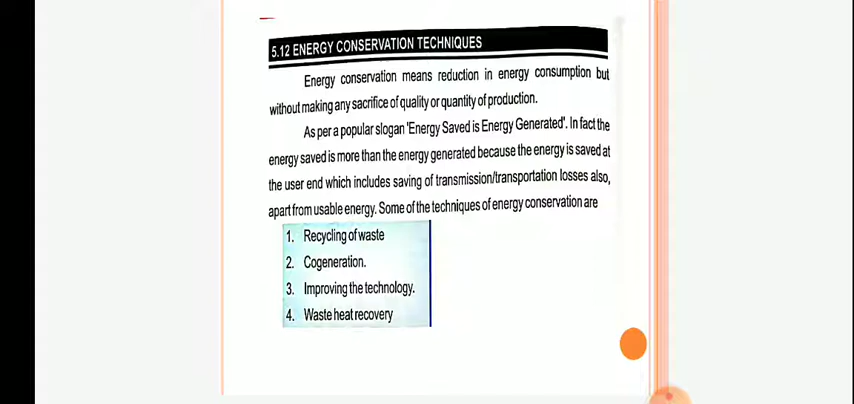 5.12 ENERGY CONSERVATION TECHNIQUES
Energy conservation means reduction in energy consumption but
without making any sacrifice of quality or quantity of production.
As per a popular slogan 'Energy Saved is Energy Generated'. In fact the
energy saved is more than the energy generated because the energy is saved at
the user end which includes saving of transmission/transportation losses also,
apart from usable energy. Some of the techniques of energy conservation are
1. Recycling of waste
2. Cogeneration.
3. Improving the technology.
4. Waste heat recovery